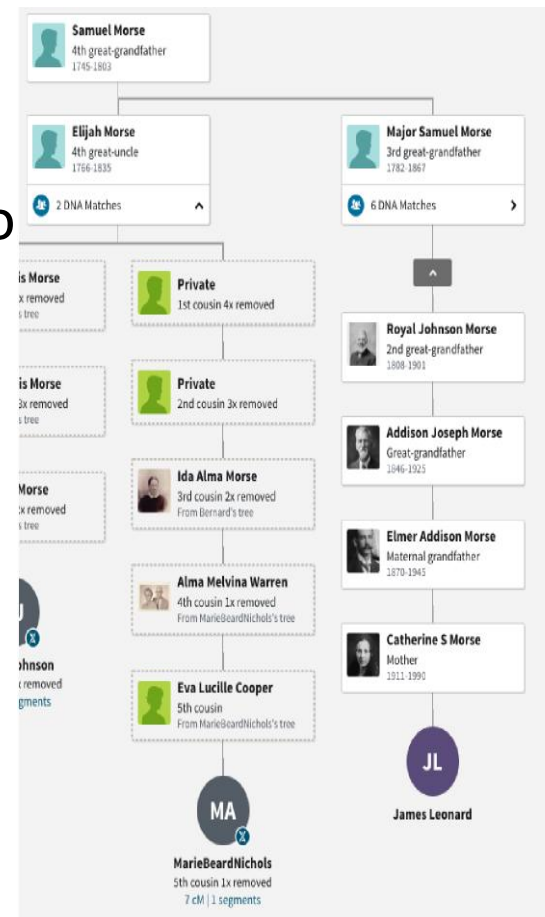 Samuel Morse
4th great-grandfather
1745-1803
Elijah Morse
4th great-uncle
1766-1835
2 DNA Matches
Major Samuel Morse
3rd great-grandfather
1782-1867
6 DNA Matches
is Morse
x removed
s tree
is Morse
3x removed
s tree
Morse
x removed
s tree
Johnson
x removed
gments
Private
1st cousin 4x removed
Private
2nd cousin 3x removed
Ida Alma Morse
3rd cousin 2x removed
From Bernard's tree
Alma Melvina Warren
4th cousin 1x removed
From MarieBeardNichols's tree
Eva Lucille Cooper
5th cousin
From MarieBeardNichols's tree
MA
MarieBeardNichols
5th cousin 1x removed
7 cM | 1 segments
Royal Johnson Morse
2nd great-grandfather
1808-1901
Addison Joseph Morse
Great-grandfather
1846-1925
Elmer Addison Morse
Maternal grandfather
1870-1945
Catherine S Morse
Mother
1911-1990
JL
James Leonard